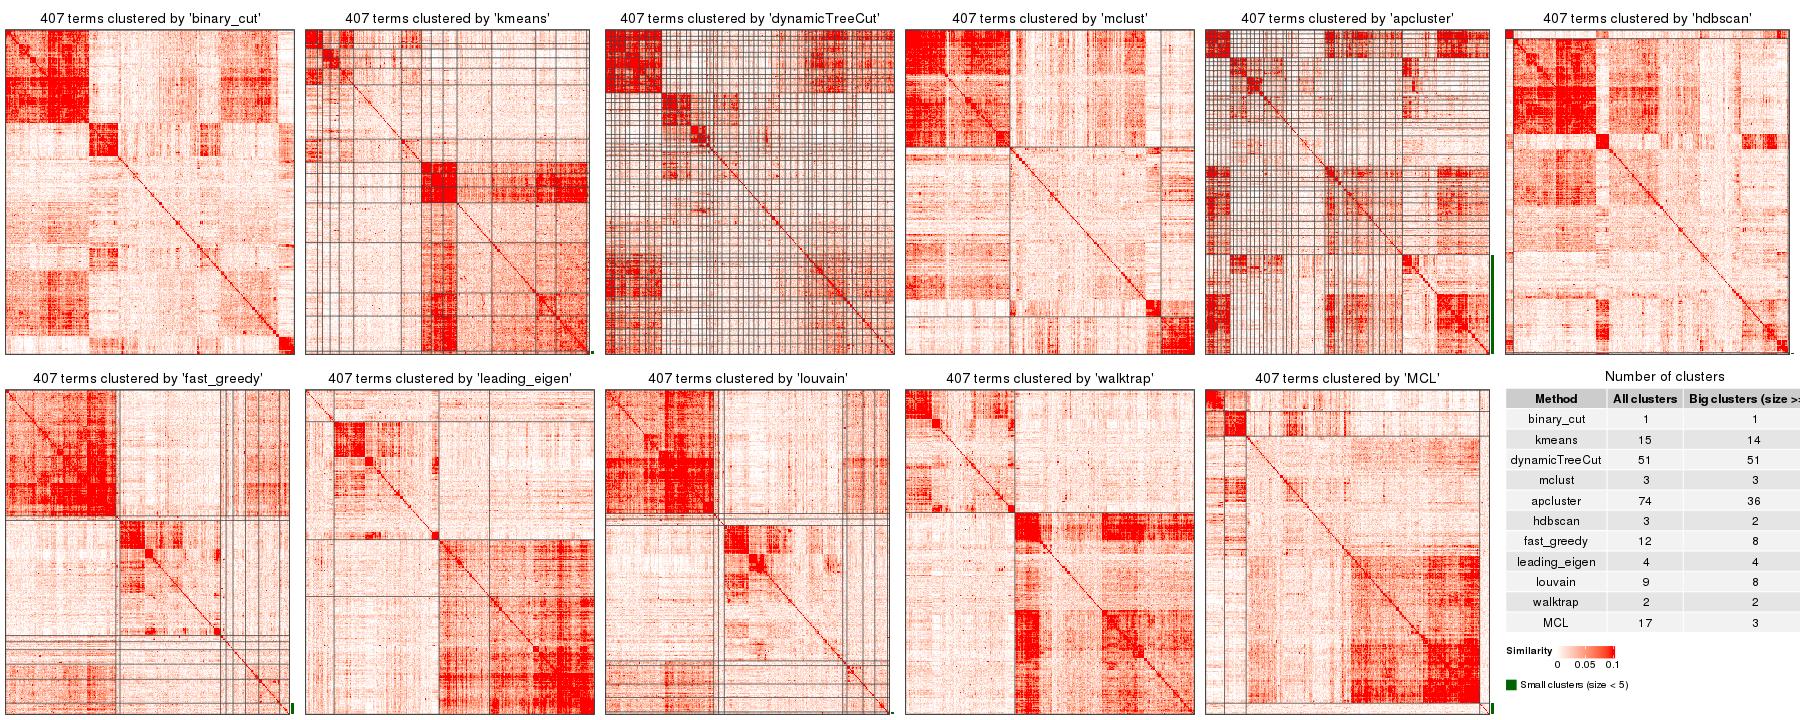 407 terms clustered by 'binary_cut'
407 terms clustered by 'kmeans'
407 terms clustered by 'dynamicTreeCut'
407 terms clustered by 'mclust'
407 terms clustered by 'apcluster'
407 terms clustered by 'hdbscan'
407 terms clustered by 'fast_greedy'
407 terms clustered by 'leading_eigen'
407 terms clustered by 'louvain'
407 terms clustered by 'walktrap'
407 terms clustered by 'MCL'
Number of clusters
Method All clusters Big clusters (size >=
binary_cut 1 1
kmeans 15 14
dynamicTreeCut 51 51
mclust 3 3
apcluster 74 36
hdbscan 3 2
fast_greedy 12 8
leading_eigen 4 4
louvain 9 8
walktrap 2 2
MCL 17 3
Similarity
0 0.05 0.1
Small clusters (size < 5)